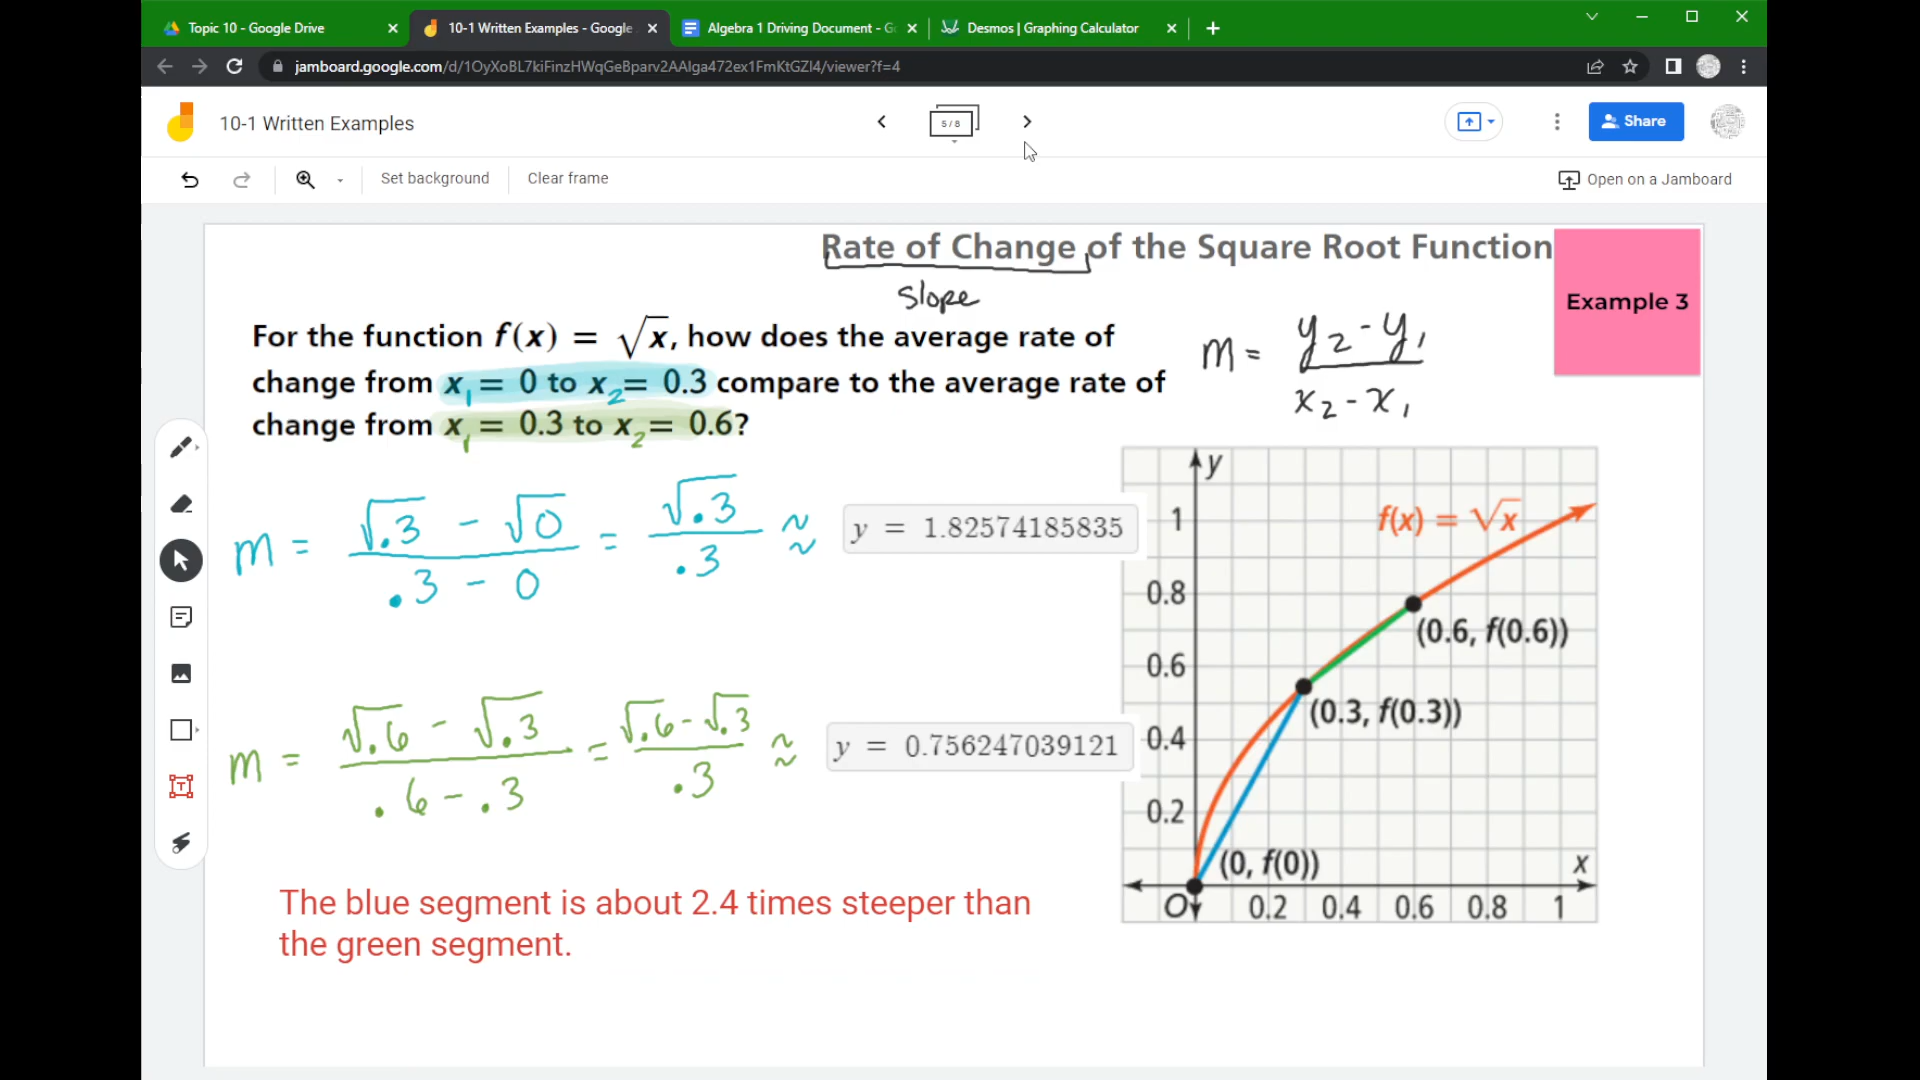 Topic 10 - Google Drive
10-1 Written Examples - Google
Algebra 1 Driving Document - G
Desmos | Graphing Calculator
jamboard.google.com/d/1OyXoBL7kiFinzHWqGeBparv2AAIga472ex1FmKtGZI4/viewer?f=4
10-1 Written Examples
5 / 8
Share
Set background
Clear frame
Open on a Jamboard
Rate of Change of the Square Root Function
Slope
Example 3
For the function f(x) = √x, how does the average rate of
change from x₁ = 0 to x₂ = 0.3 compare to the average rate of
change from x₁ = 0.3 to x₂ = 0.6?
m = (y₂ - y₁)/(x₂ - x₁)
m = (√.3 - √0)/(.3 - 0) = √.3/.3 ≈ y = 1.82574185835
m = (√.6 - √.3)/(.6 - .3) = (√.6 - √.3)/.3 ≈ y = 0.756247039121
The blue segment is about 2.4 times steeper than
the green segment.
y
1
f(x) = √x
0.8
(0.6, f(0.6))
0.6
(0.3, f(0.3))
0.4
0.2
(0, f(0))
x
O
0.2 0.4 0.6 0.8 1